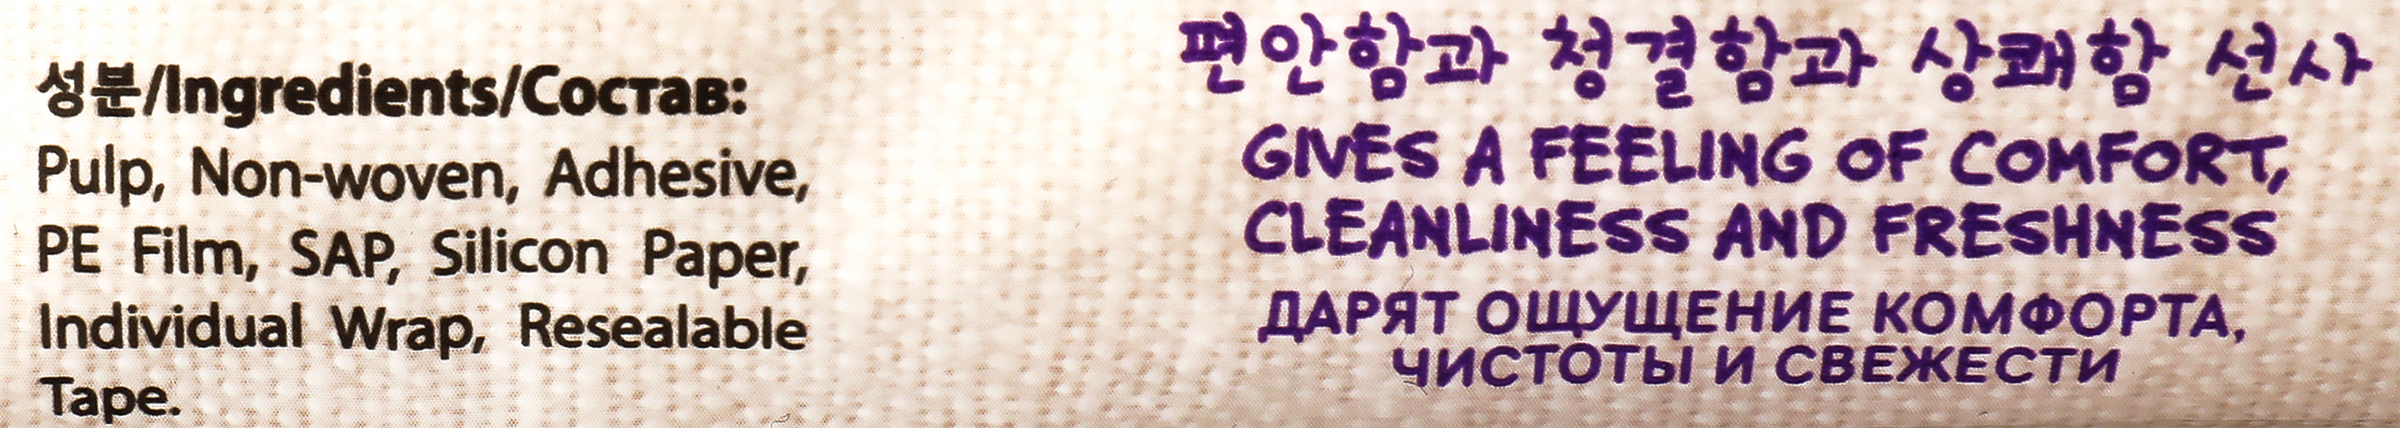 성분/Ingredients/Состав:
Pulp, Non-woven, Adhesive,
PE Film, SAP, Silicon Paper,
Individual Wrap, Resealable
Tape.
편안함과 청결함과 상쾌함 선사
GIVES A FEELING OF COMFORT,
CLEANLINESS AND FRESHNESS
ДАРЯТ ОЩУЩЕНИЕ КОМФОРТА,
ЧИСТОТЫ И СВЕЖЕСТИ